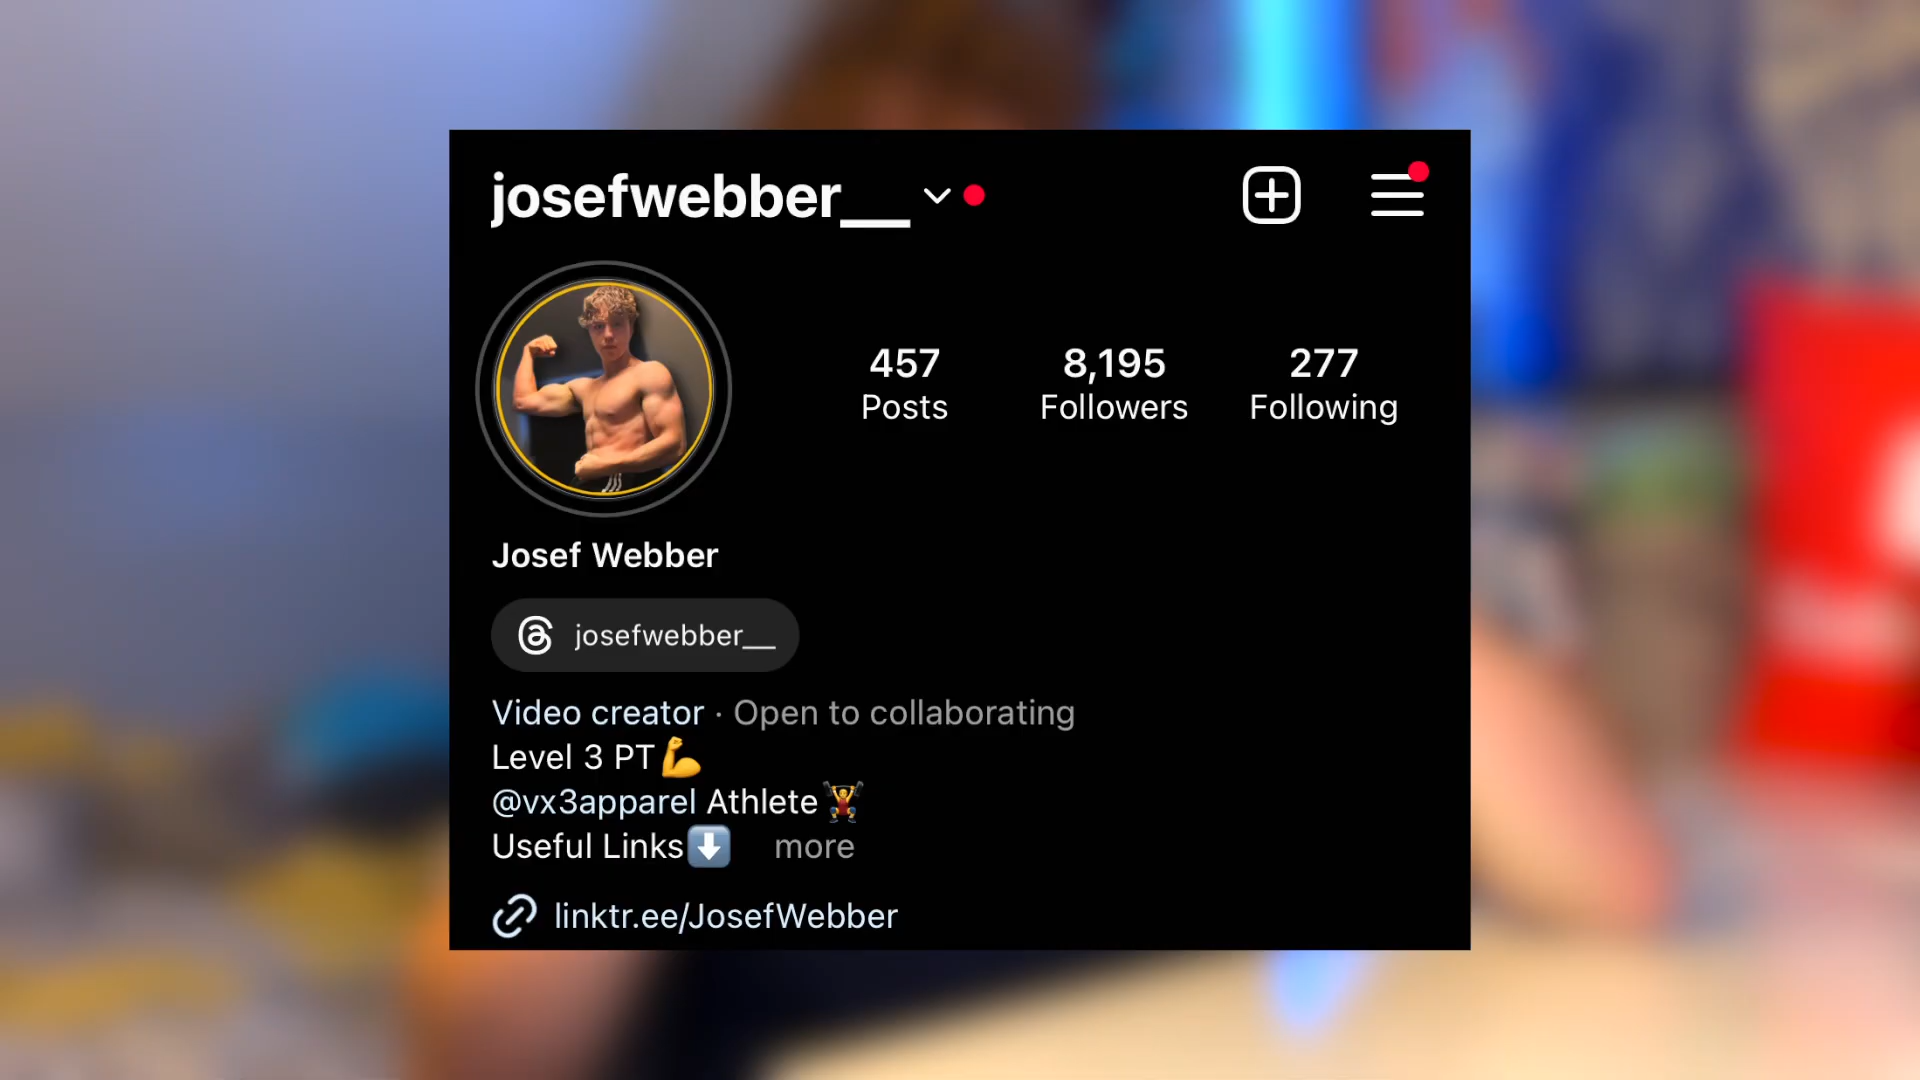 josefwebber__
457 8,195 277
Posts Followers Following
Josef Webber
josefwebber__
Video creator · Open to collaborating
Level 3 PT💪
@vx3apparel Athlete🏋️
Useful Links⬇️ more
linktr.ee/JosefWebber